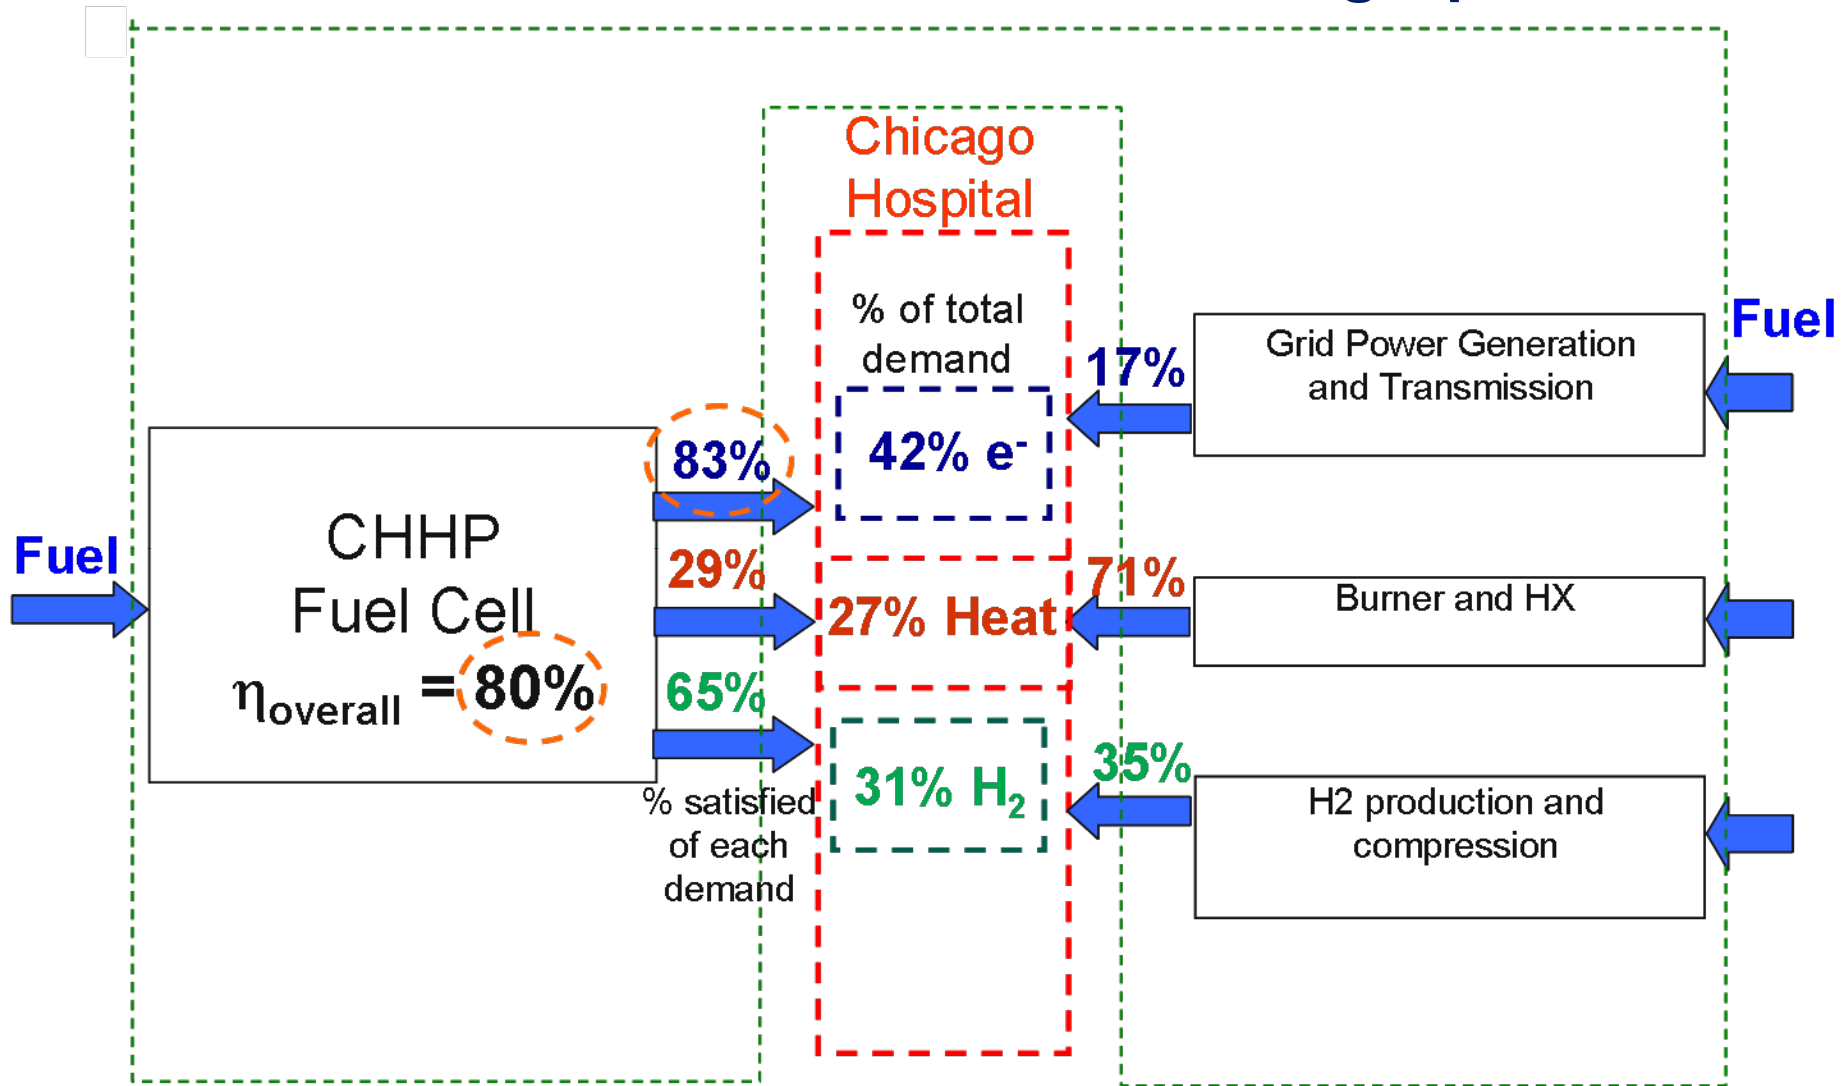 Chicago
Hospital
% of total
demand
42% e-
27% Heat
31% H2
Fuel
CHHP
Fuel Cell
ηoverall = 80%
83%
29%
65%
% satisfied
of each
demand
17%
71%
35%
Grid Power Generation
and Transmission
Burner and HX
H2 production and
compression
Fuel